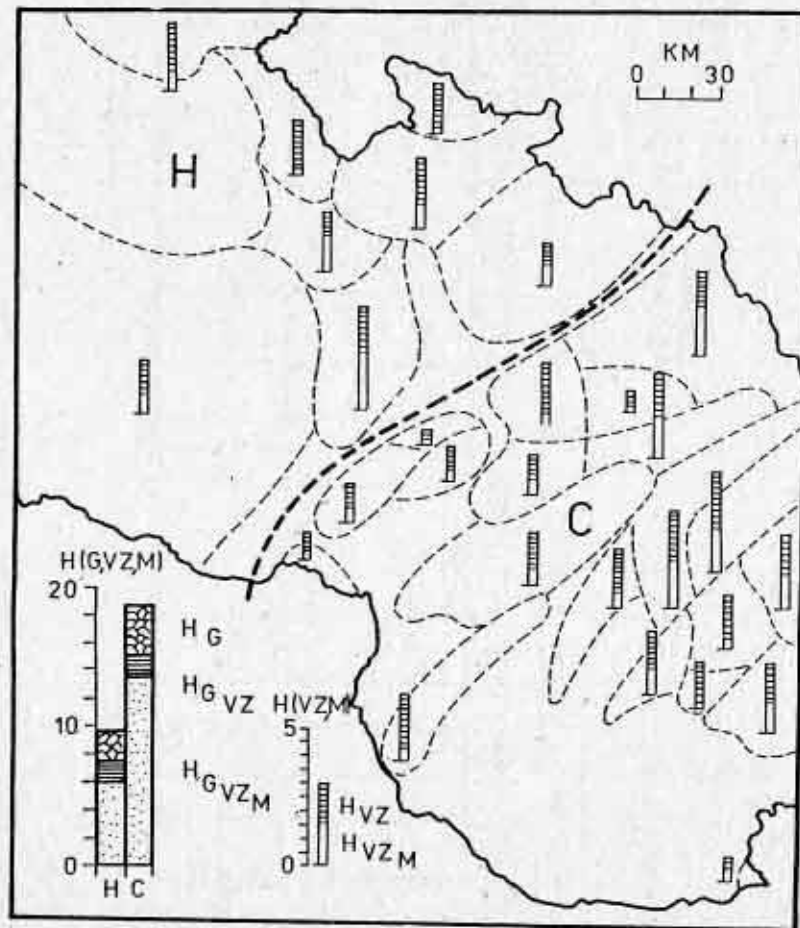 KM
0 30
H
C
H(G,VZ,M)
20
10
0
H C
H G
H G VZ
H G VZ M
H(VZ,M)
5
0
H VZ
H VZ M